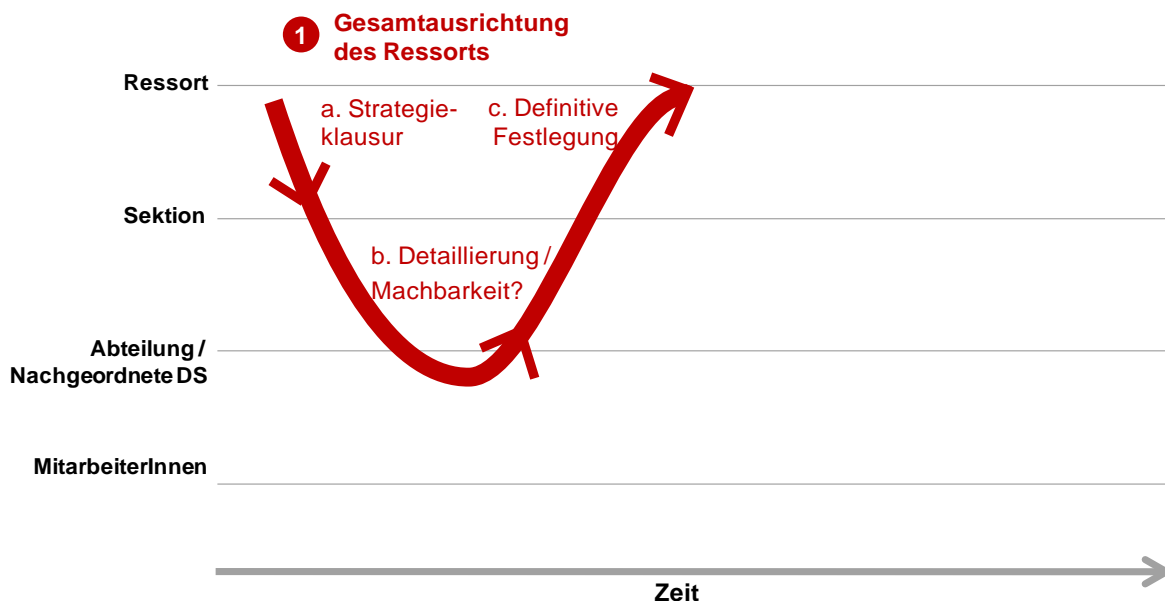 1
Gesamtausrichtung
des Ressorts
Ressort
a. Strategie-
klausur
c. Definitive
Festlegung
Sektion
b. Detaillierung /
Machbarkeit?
Abteilung /
Nachgeordnete DS
MitarbeiterInnen
Zeit